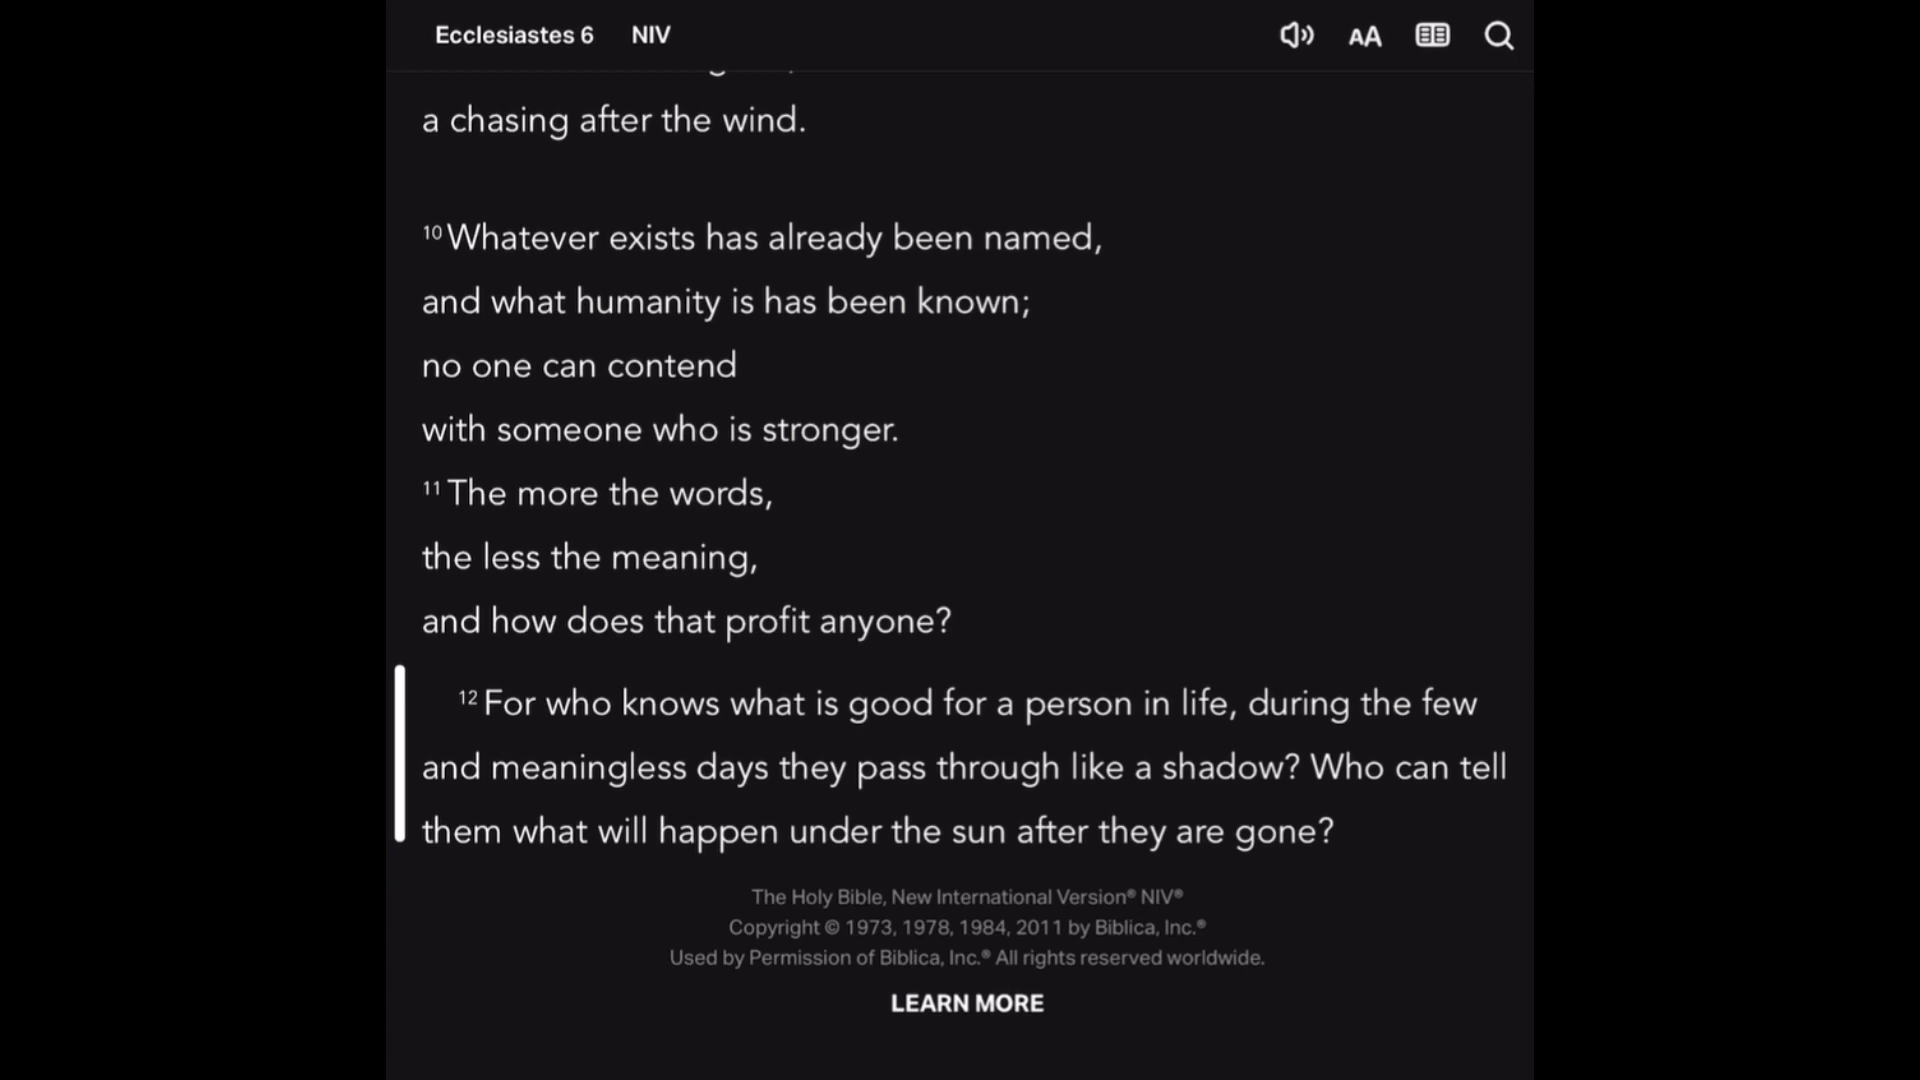 Ecclesiastes 6 NIV AA
a chasing after the wind.
10 Whatever exists has already been named,
and what humanity is has been known;
no one can contend
with someone who is stronger.
11 The more the words,
the less the meaning,
and how does that profit anyone?
12 For who knows what is good for a person in life, during the few
and meaningless days they pass through like a shadow? Who can tell
them what will happen under the sun after they are gone?
The Holy Bible, New International Version® NIV®
Copyright © 1973, 1978, 1984, 2011 by Biblica, Inc.®
Used by Permission of Biblica, Inc.® All rights reserved worldwide.
LEARN MORE